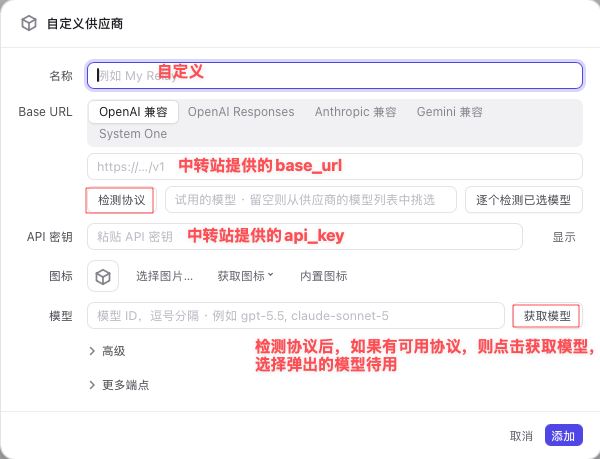 自定义供应商
名称
例如 My Relay
自定义
Base URL
OpenAI 兼容
OpenAI Responses
Anthropic 兼容
Gemini 兼容
System One
https://.../v1
中转站提供的base_url
检测协议
试用的模型 · 留空则从供应商的模型列表中挑选
逐个检测已选模型
API 密钥
粘贴 API 密钥
中转站提供的api_key
显示
图标
选择图片...
获取图标
内置图标
模型
模型 ID，逗号分隔 · 例如 gpt-5.5, claude-sonnet-5
获取模型
高级
检测协议后，如果有可用协议，则点击获取模型，
选择弹出的模型待用
更多端点
取消
添加